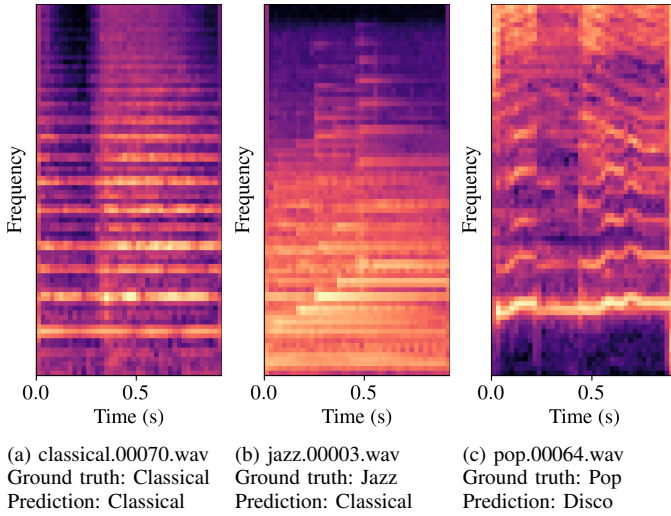 Frequency
0.0
0.5
Time (s)
(a) classical.00070.wav
Ground truth: Classical
Prediction: Classical
Frequency
0.0
0.5
Time (s)
(b) jazz.00003.wav
Ground truth: Jazz
Prediction: Classical
Frequency
0.0
0.5
Time (s)
(c) pop.00064.wav
Ground truth: Pop
Prediction: Disco